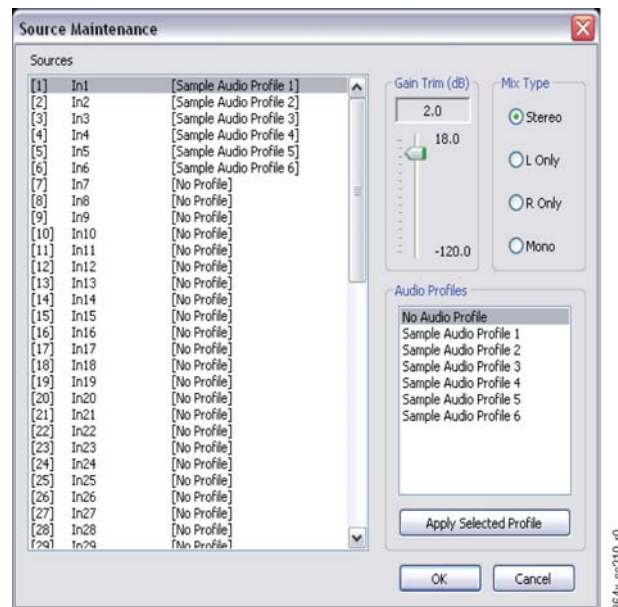 Source Maintenance
Sources
[1] In1 [Sample Audio Profile 1]
[2] In2 [Sample Audio Profile 2]
[3] In3 [Sample Audio Profile 3]
[4] In4 [Sample Audio Profile 4]
[5] In5 [Sample Audio Profile 5]
[6] In6 [Sample Audio Profile 6]
[7] In7 [No Profile]
[8] In8 [No Profile]
[9] In9 [No Profile]
[10] In10 [No Profile]
[11] In11 [No Profile]
[12] In12 [No Profile]
[13] In13 [No Profile]
[14] In14 [No Profile]
[15] In15 [No Profile]
[16] In16 [No Profile]
[17] In17 [No Profile]
[18] In18 [No Profile]
[19] In19 [No Profile]
[20] In20 [No Profile]
[21] In21 [No Profile]
[22] In22 [No Profile]
[23] In23 [No Profile]
[24] In24 [No Profile]
[25] In25 [No Profile]
[26] In26 [No Profile]
[27] In27 [No Profile]
[28] In28 [No Profile]
[29] In29 [No Profile]
Gain Trim (dB)
2.0
18.0
-120.0
Mix Type
Stereo
L Only
R Only
Mono
Audio Profiles
No Audio Profile
Sample Audio Profile 1
Sample Audio Profile 2
Sample Audio Profile 3
Sample Audio Profile 4
Sample Audio Profile 5
Sample Audio Profile 6
Apply Selected Profile
OK
Cancel